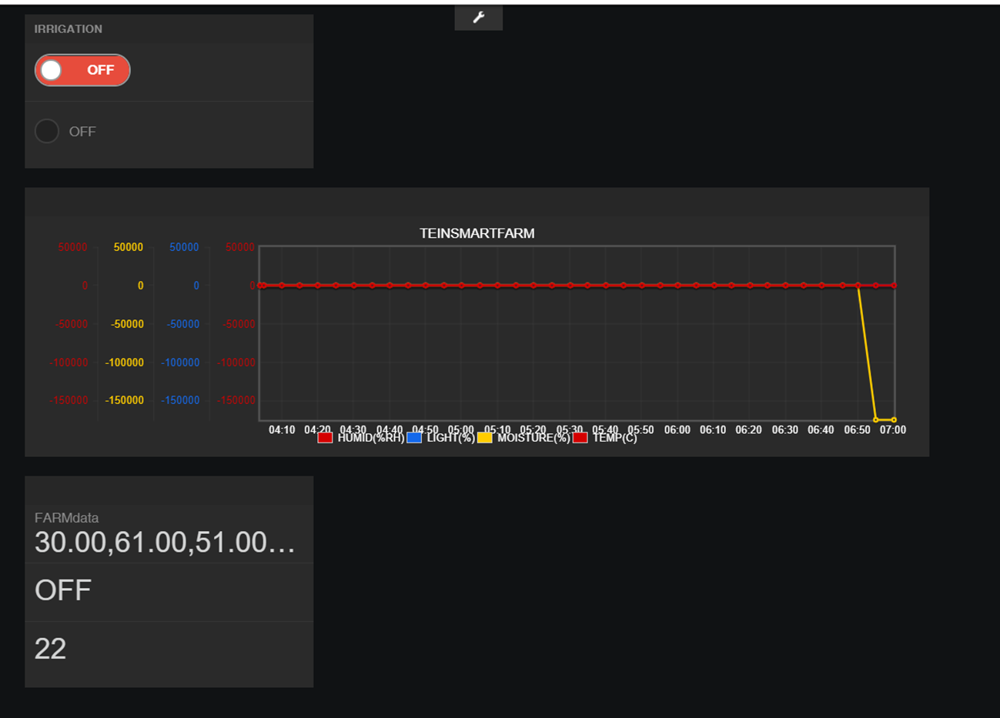 IRRIGATION
OFF
OFF
TEINSMARTFARM
50000 50000 50000 50000
0 0 0 0
-50000 -50000 -50000 -50000
-100000 -100000 -100000 -100000
-150000 -150000 -150000 -150000
04:10 04:20 04:30 04:40 04:50 05:00 05:10 05:20 05:30 05:40 05:50 06:00 06:10 06:20 06:30 06:40 06:50 07:00
HUMID(%RH) LIGHT(%) MOISTURE(%) TEMP(C)
FARMdata
30.00,61.00,51.00...
OFF
22